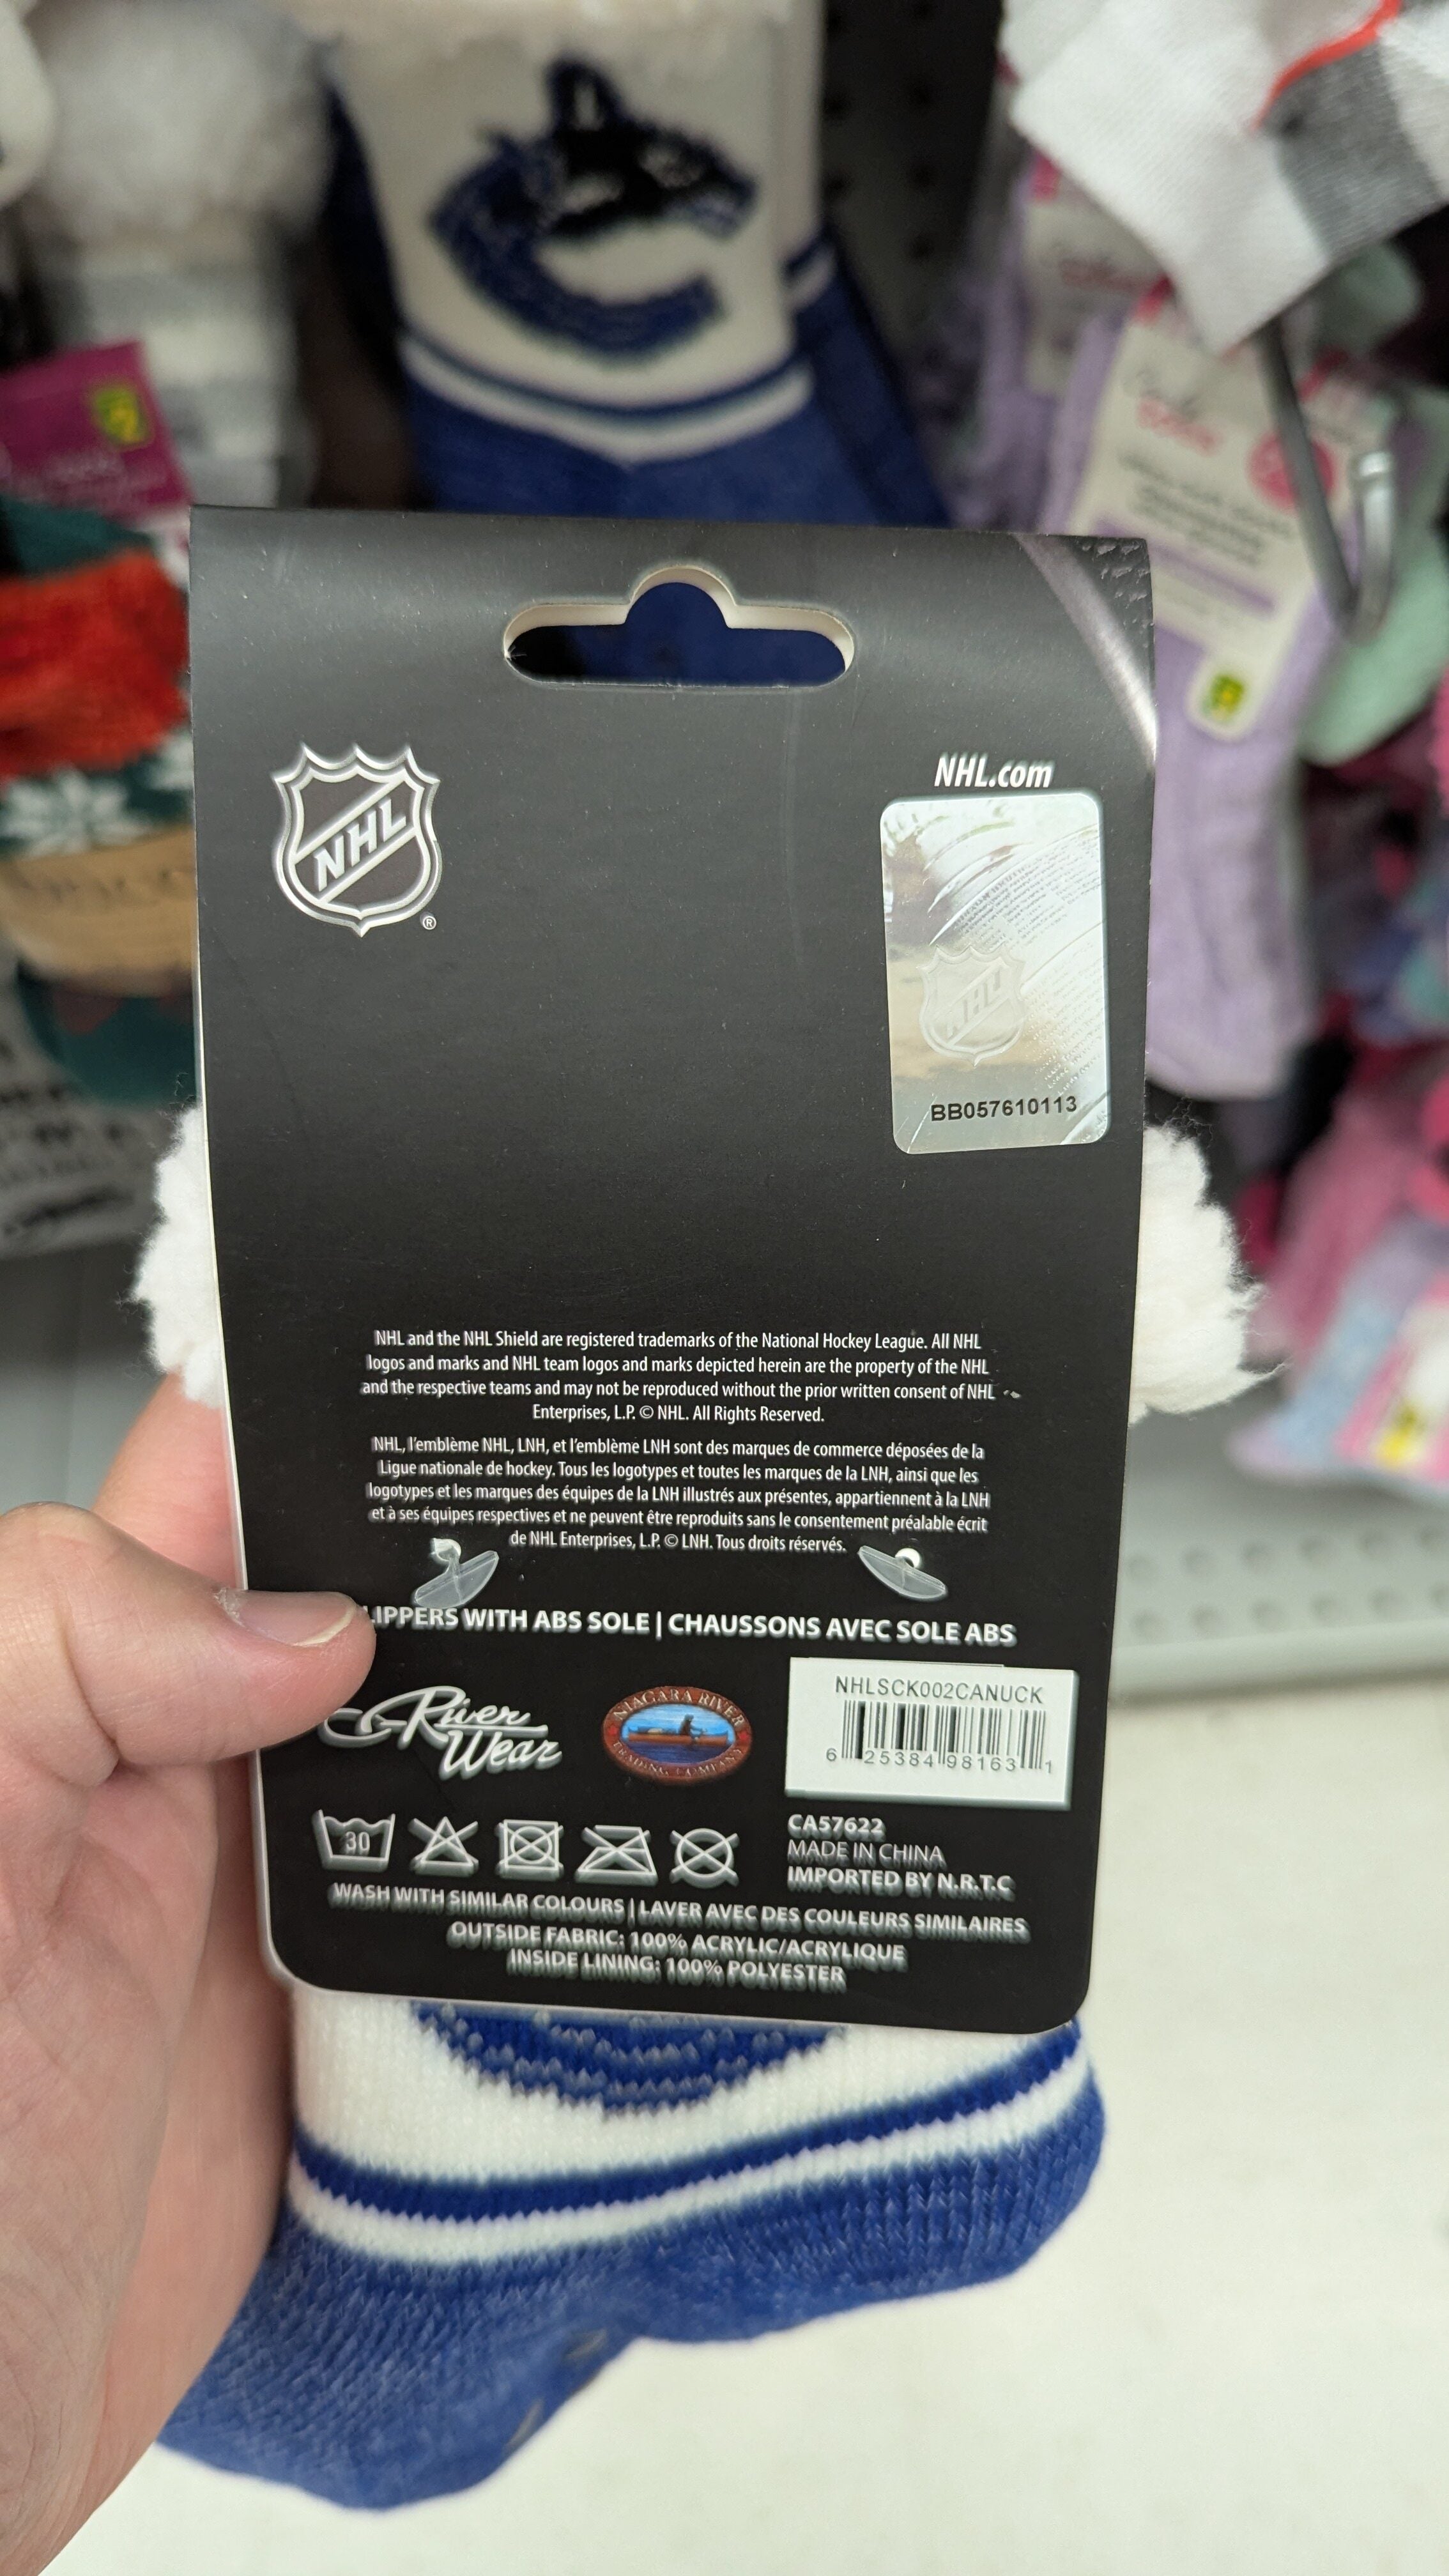 NHL
®
NHL.com
NHL
BB057610113
NHL and the NHL Shield are registered trademarks of the National Hockey League. All NHL
logos and marks and NHL team logos and marks depicted herein are the property of the NHL
and the respective teams and may not be reproduced without the prior written consent of NHL
Enterprises, L.P. © NHL. All Rights Reserved.
NHL, l'emblème NHL, LNH, et l'emblème LNH sont des marques de commerce déposées de la
Ligue nationale de hockey. Tous les logotypes et toutes les marques de la LNH, ainsi que les
logotypes et les marques des équipes de la LNH illustrés aux présentes, appartiennent à la LNH
et à ses équipes respectives et ne peuvent être reproduits sans le consentement préalable écrit
de NHL Enterprises, L.P. © LNH. Tous droits réservés.
LIPPERS WITH ABS SOLE | CHAUSSONS AVEC SOLE ABS
River
Wear
NIAGARA RIVER
TRADING COMPANY
NHLSCK002CANUCK
6 25384 98163 1
30
CA57622
MADE IN CHINA
IMPORTED BY N.R.T.C
WASH WITH SIMILAR COLOURS | LAVER AVEC DES COULEURS SIMILAIRES
OUTSIDE FABRIC: 100% ACRYLIC/ACRYLIQUE
INSIDE LINING: 100% POLYESTER